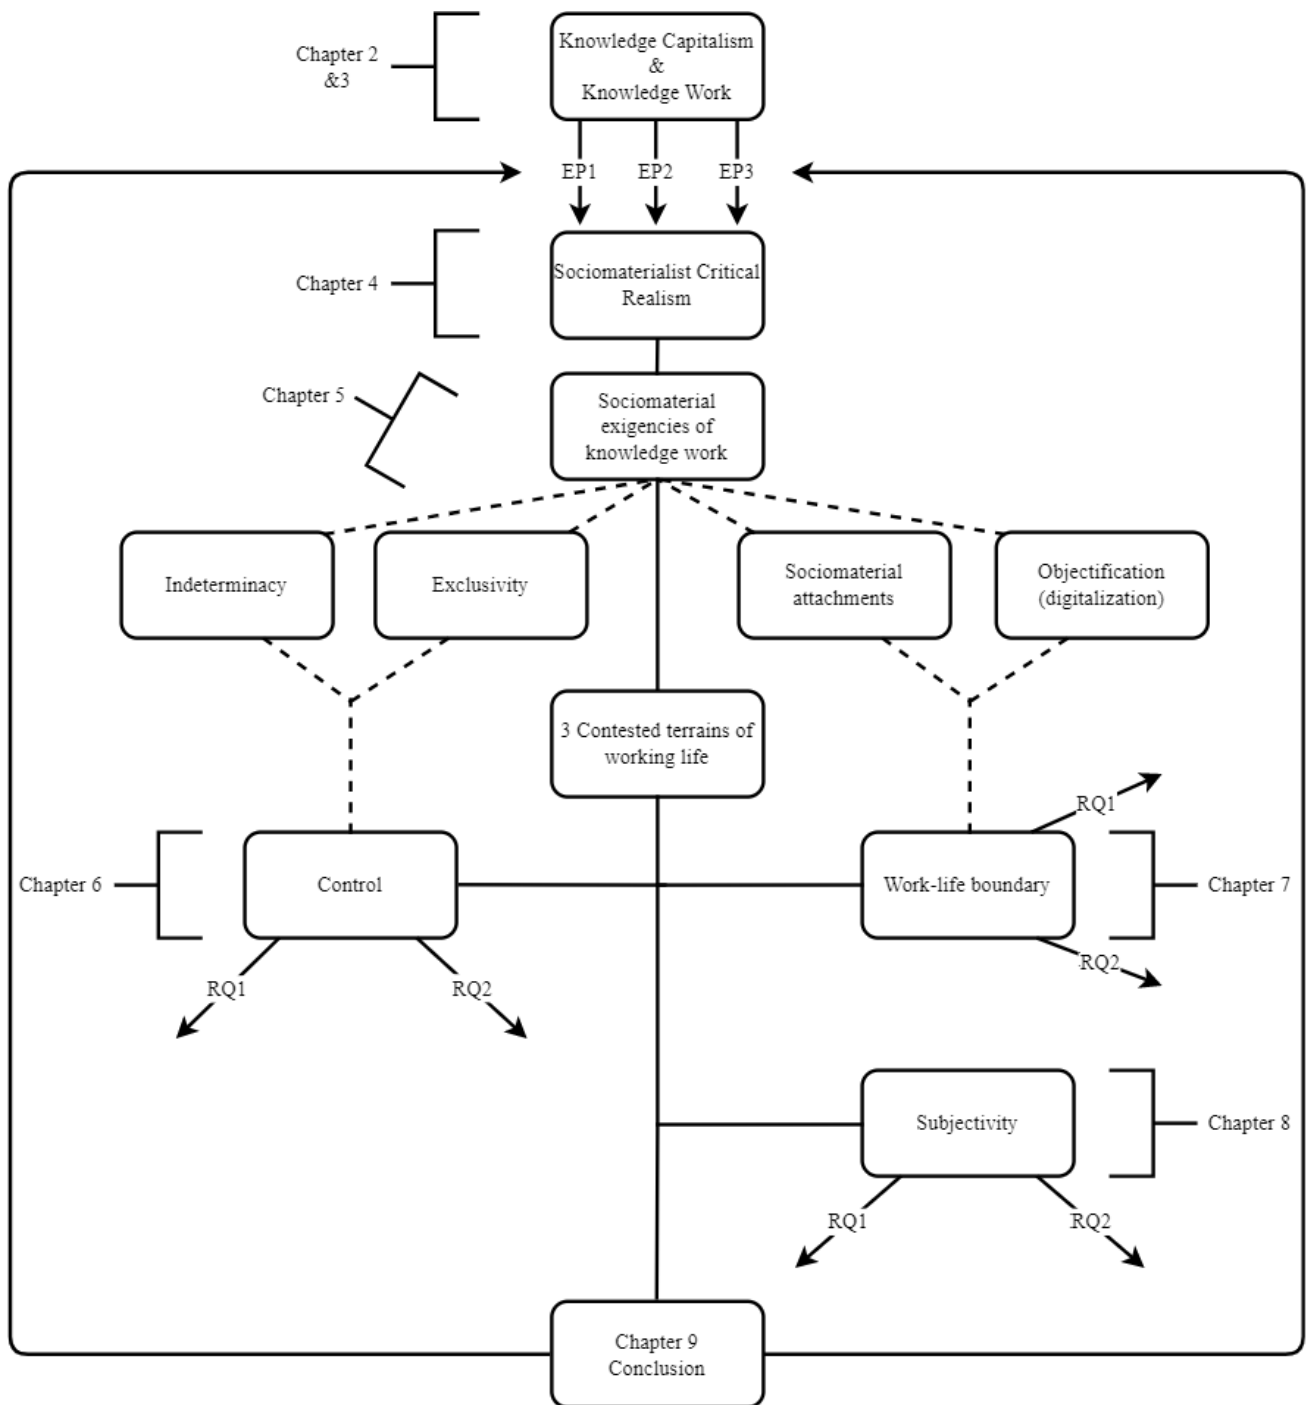 Chapter 2
&3
Knowledge Capitalism
&
Knowledge Work
EP1
EP2
EP3
Chapter 4
Sociomaterialist Critical
Realism
Chapter 5
Sociomaterial
exigencies of
knowledge work
Indeterminacy
Exclusivity
Sociomaterial
attachments
Objectification
(digitalization)
3 Contested terrains of
working life
Chapter 6
Control
RQ1
RQ2
Work-life boundary
RQ1
RQ2
Chapter 7
Subjectivity
RQ1
RQ2
Chapter 8
Chapter 9
Conclusion